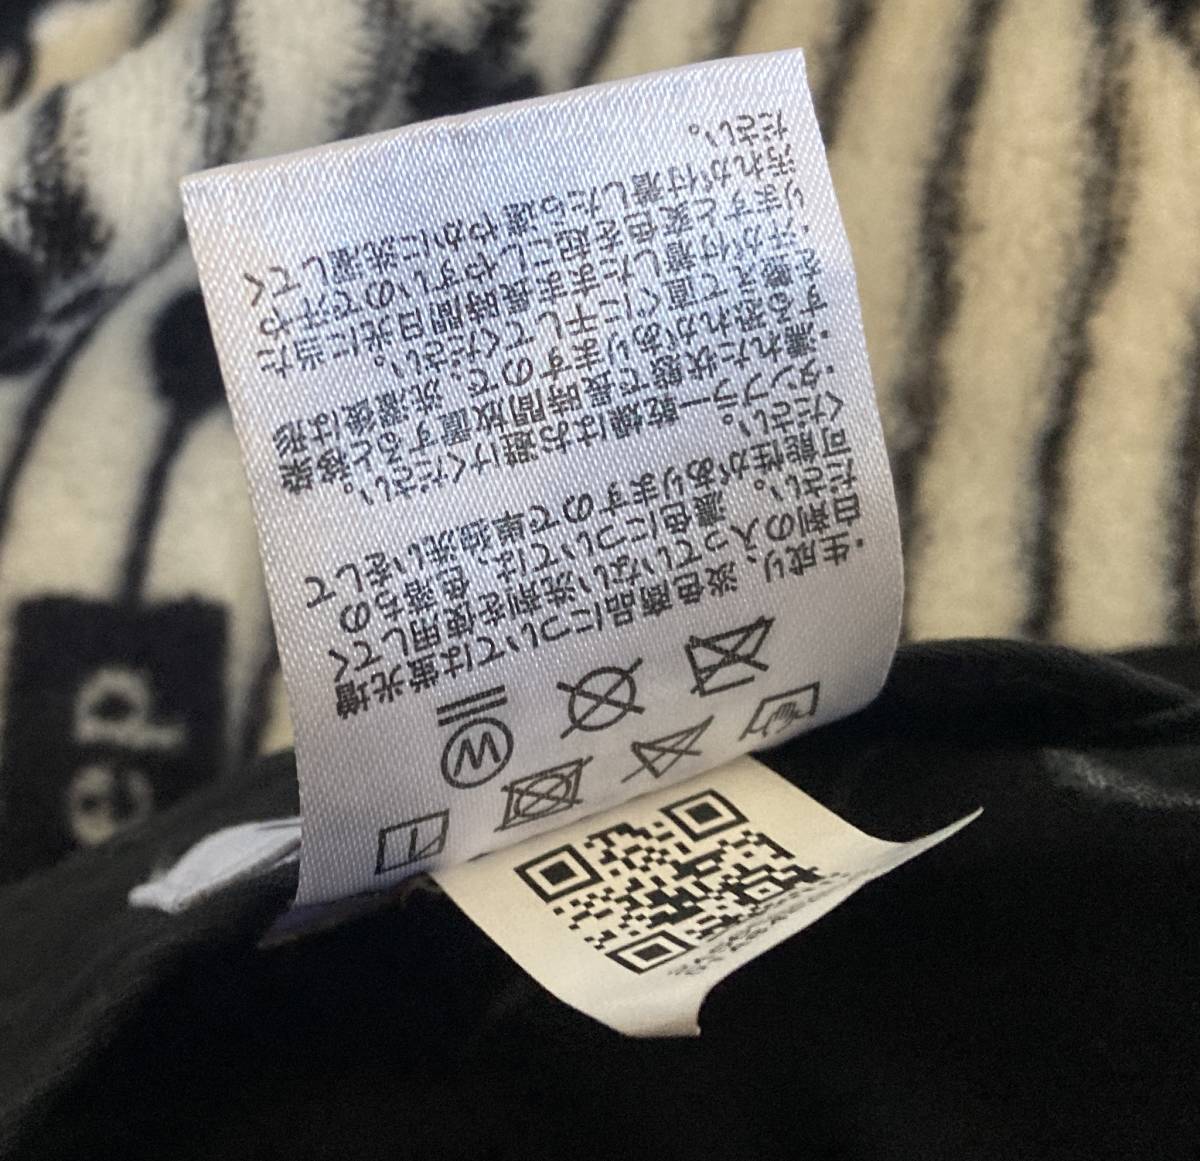 W
・生成り、淡色商品については蛍光増
白剤の入っていない洗剤を使用してく
ださい。濃色については、色落ちの
可能性がありますので単独洗いをして
ください。
・タンブラー乾燥はお避けください。
・濡れた状態で長時間放置すると移染
する恐れがありますので、洗濯後は形
を整えて直ぐに干してください。
・汗が付着したまま長時間日光に当た
りますと変色を起こしやすいので汗や
汚れが付着したら速やかに洗濯してく
ださい。
ep